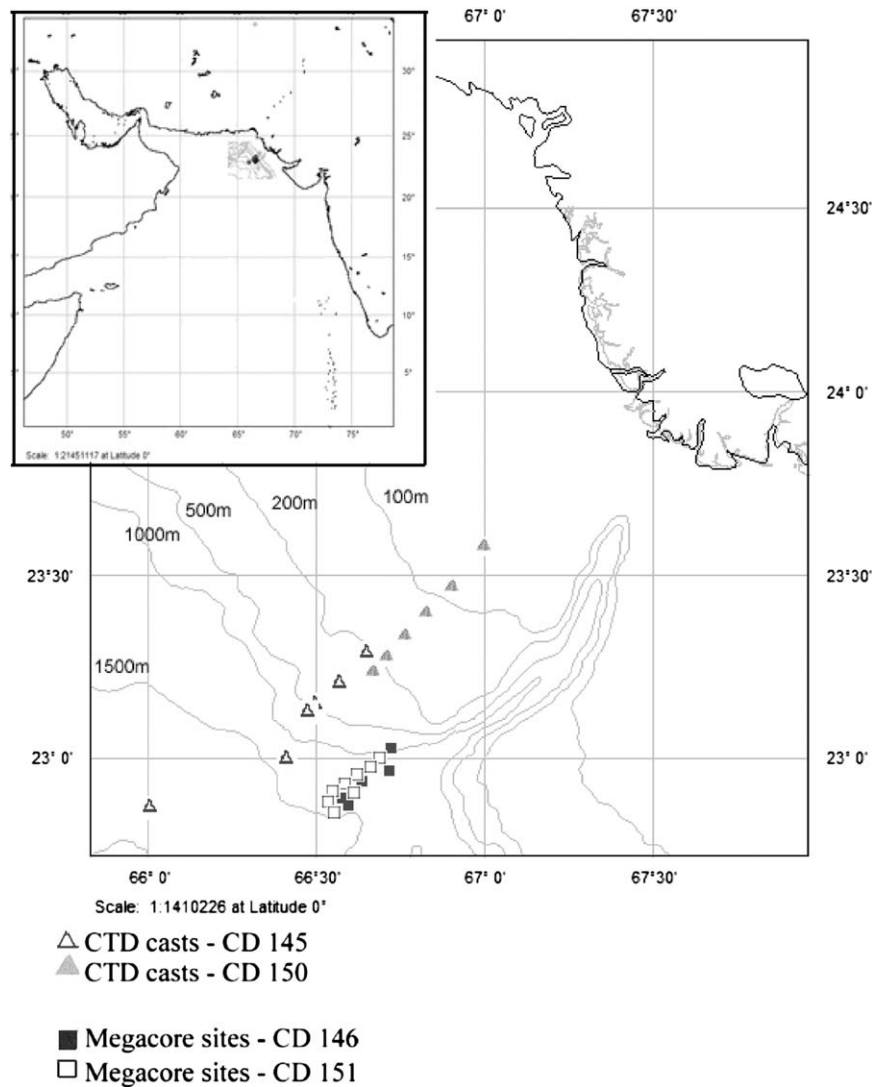 67° 0'
67°30'
30°
25°
20°
15°
10°
5°
50° 55° 60° 65° 70° 75°
Scale: 1:21451117 at Latitude 0°
24°30'
24° 0'
100m
200m
500m
1000m
23°30' 23°30'
1500m
23° 0' 23° 0'
66° 0' 66°30' 67° 0' 67°30'
Scale: 1:1410226 at Latitude 0°
CTD casts - CD 145
CTD casts - CD 150
Megacore sites - CD 146
Megacore sites - CD 151